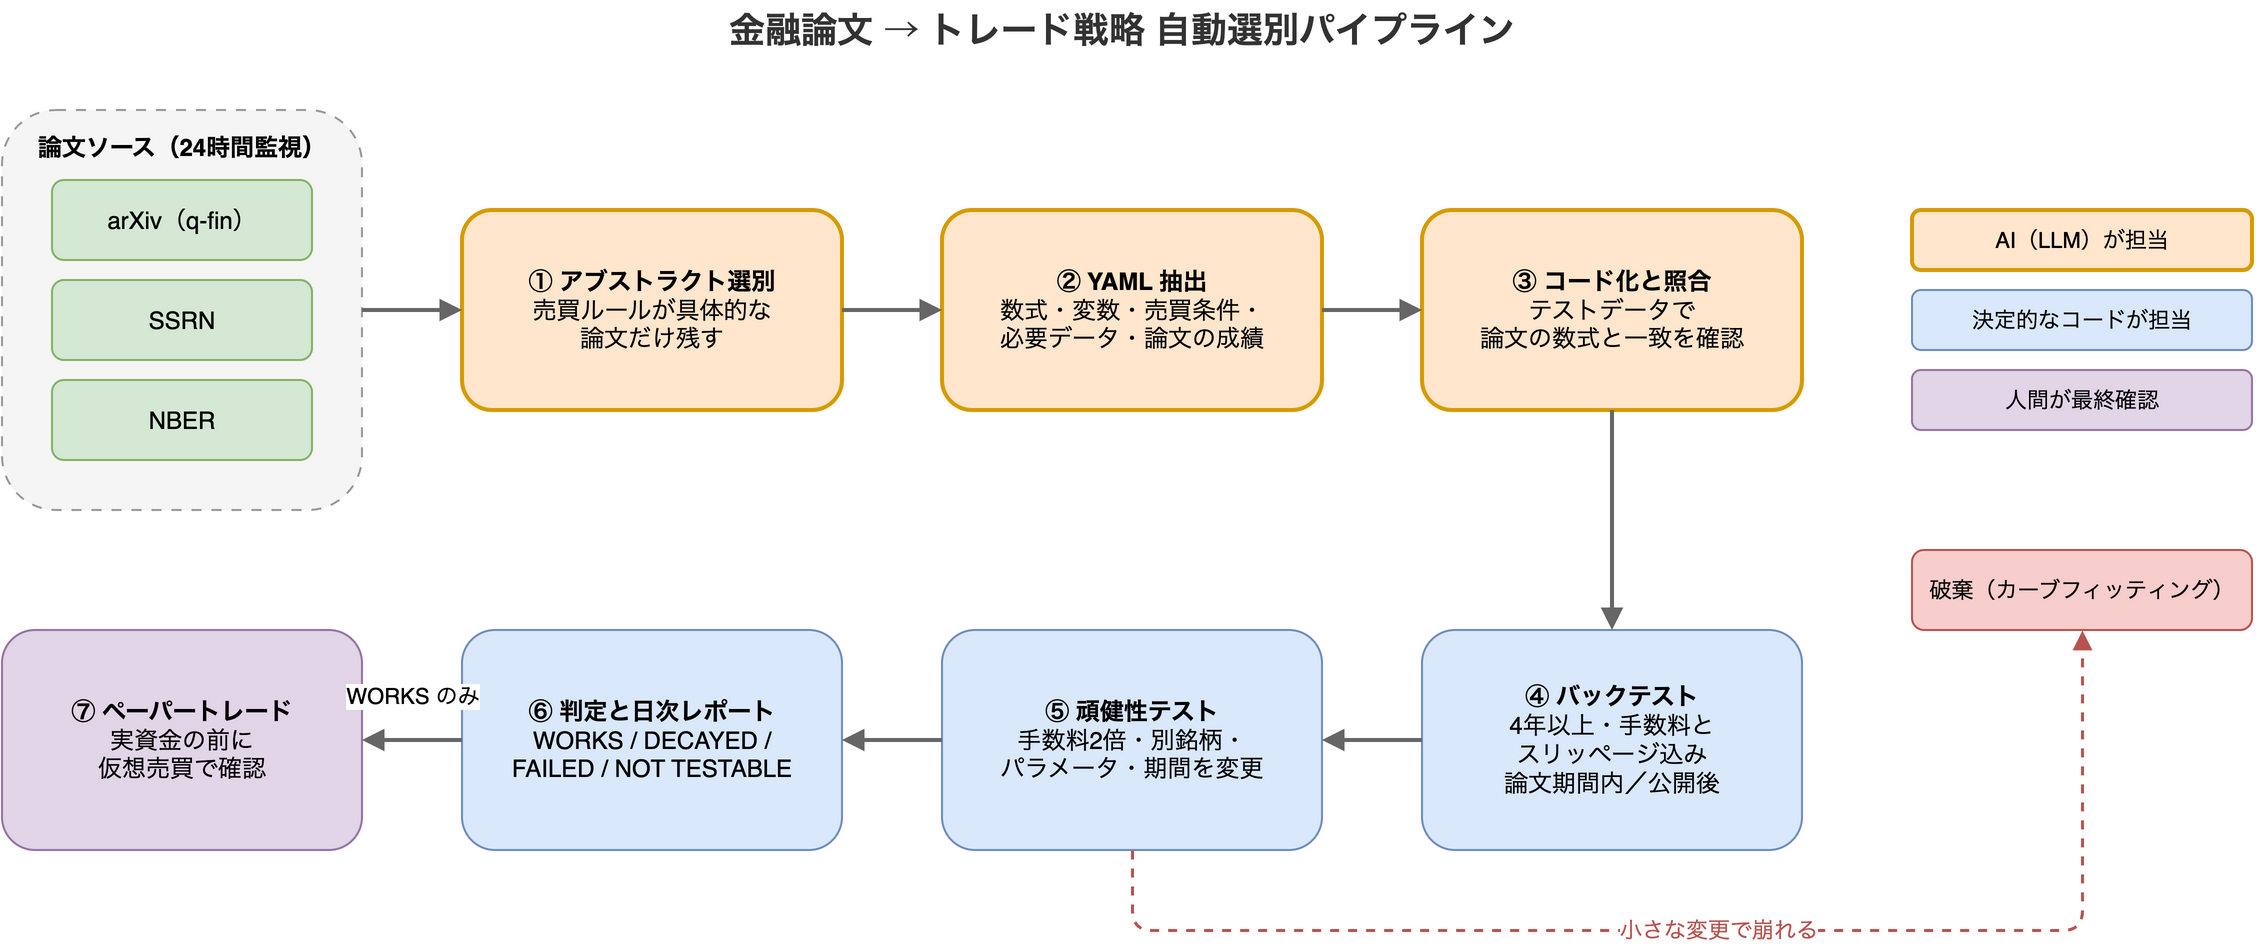 金融論文 → トレード戦略 自動選別パイプライン
論文ソース（24時間監視）
arXiv（q-fin）
SSRN
NBER
① アブストラクト選別
売買ルールが具体的な
論文だけ残す
② YAML 抽出
数式・変数・売買条件・
必要データ・論文の成績
③ コード化と照合
テストデータで
論文の数式と一致を確認
AI（LLM）が担当
決定的なコードが担当
人間が最終確認
破棄（カーブフィッティング）
④ バックテスト
4年以上・手数料と
スリッページ込み
論文期間内／公開後
⑤ 頑健性テスト
手数料2倍・別銘柄・
パラメータ・期間を変更
⑥ 判定と日次レポート
WORKS / DECAYED /
FAILED / NOT TESTABLE
WORKS のみ
⑦ ペーパートレード
実資金の前に
仮想売買で確認
小さな変更で崩れる